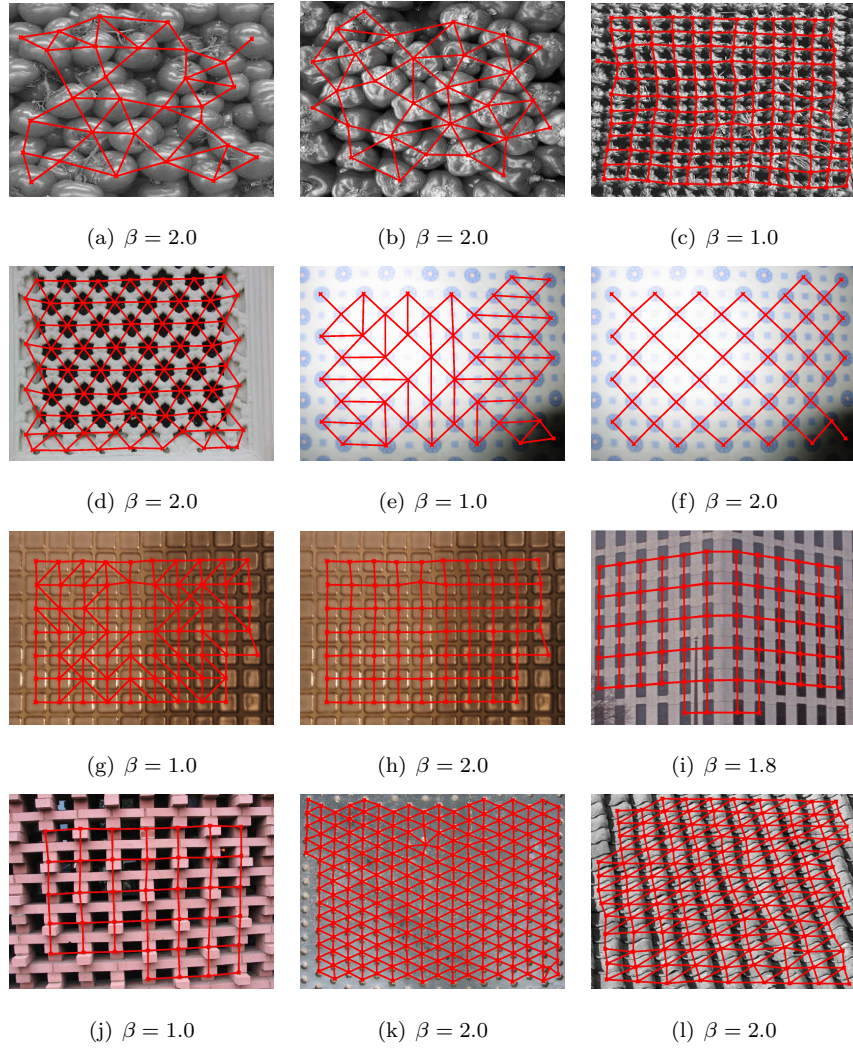 (a) β = 2.0
(b) β = 2.0
(c) β = 1.0
(d) β = 2.0
(e) β = 1.0
(f) β = 2.0
(g) β = 1.0
(h) β = 2.0
(i) β = 1.8
(j) β = 1.0
(k) β = 2.0
(l) β = 2.0